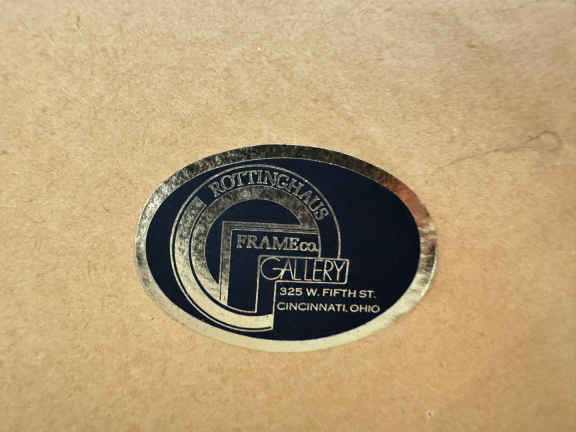 ROTTINGHAUS
FRAME CO.
GALLERY
325 W. FIFTH ST.
CINCINNATI, OHIO